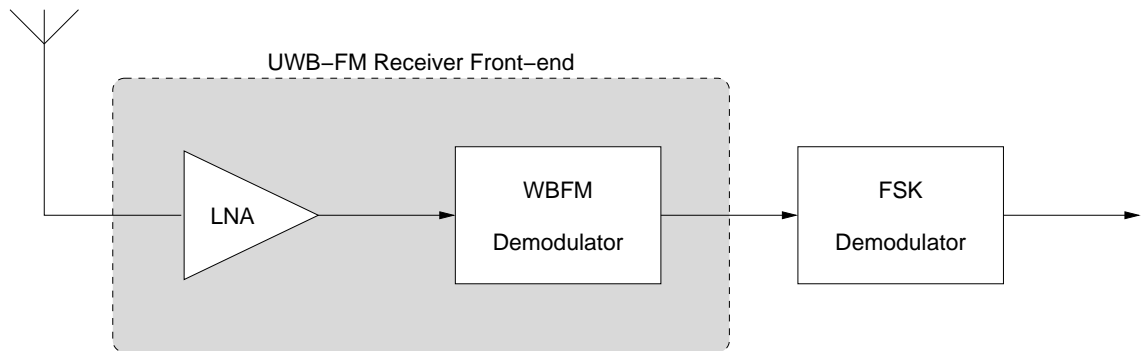 UWB−FM Receiver Front−end
LNA
WBFM
Demodulator
FSK
Demodulator